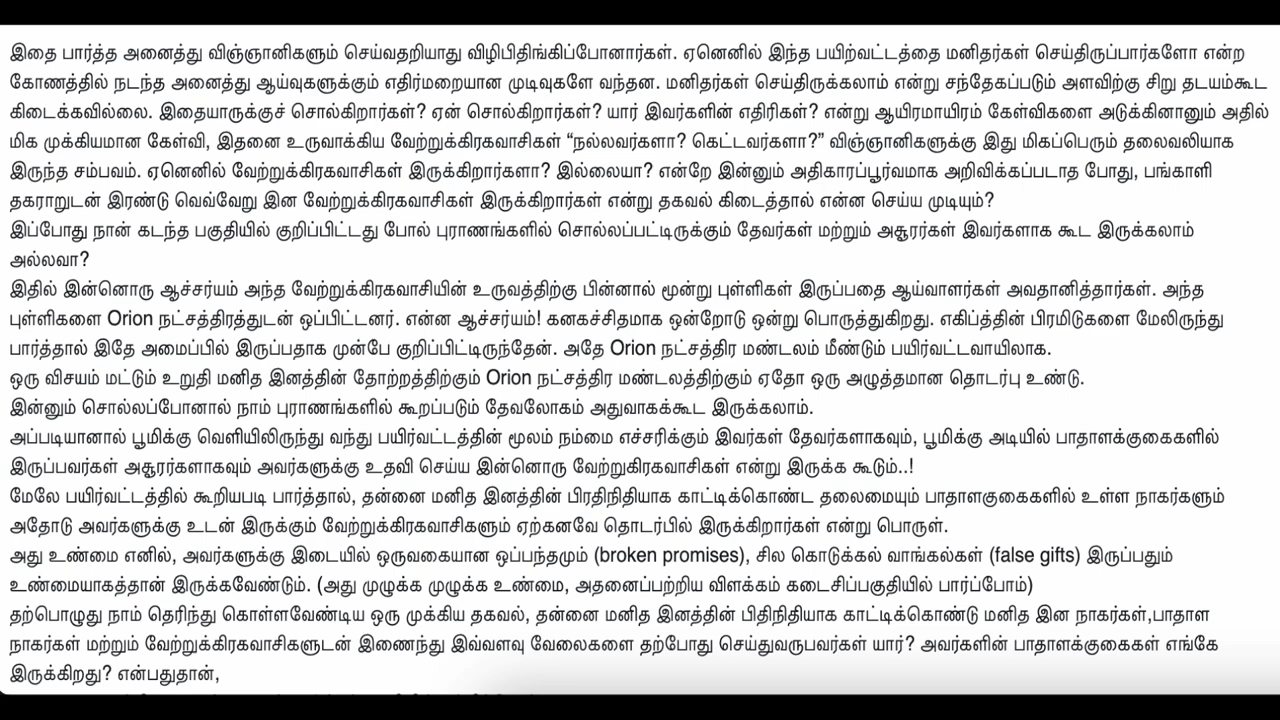 இதை பார்த்த அனைத்து விஞ்ஞானிகளும் செய்வதறியாது விழிபிதிங்கிப்போனார்கள். ஏனெனில் இந்த பயிற்வட்டத்தை மனிதர்கள் செய்திருப்பார்களோ என்ற
கோணத்தில் நடந்த அனைத்து ஆய்வுகளுக்கும் எதிர்மறையான முடிவுகளே வந்தன. மனிதர்கள் செய்திருக்கலாம் என்று சந்தேகப்படும் அளவிற்கு சிறு தடயம்கூட
கிடைக்கவில்லை. இதையாருக்குச் சொல்கிறார்கள்? ஏன் சொல்கிறார்கள்? யார் இவர்களின் எதிரிகள்? என்று ஆயிரமாயிரம் கேள்விகளை அடுக்கினானும் அதில்
மிக முக்கியமான கேள்வி, இதனை உருவாக்கிய வேற்றுக்கிரகவாசிகள் “நல்லவர்களா? கெட்டவர்களா?” விஞ்ஞானிகளுக்கு இது மிகப்பெரும் தலைவலியாக
இருந்த சம்பவம். ஏனெனில் வேற்றுக்கிரகவாசிகள் இருக்கிறார்களா? இல்லையா? என்றே இன்னும் அதிகாரப்பூர்வமாக அறிவிக்கப்படாத போது, பங்காளி
தகராறுடன் இரண்டு வெவ்வேறு இன வேற்றுக்கிரகவாசிகள் இருக்கிறார்கள் என்று தகவல் கிடைத்தால் என்ன செய்ய முடியும்?
இப்போது நான் கடந்த பகுதியில் குறிப்பிட்டது போல் புராணங்களில் சொல்லப்பட்டிருக்கும் தேவர்கள் மற்றும் அசூரர்கள் இவர்களாக கூட இருக்கலாம்
அல்லவா?
இதில் இன்னொரு ஆச்சர்யம் அந்த வேற்றுக்கிரகவாசியின் உருவத்திற்கு பின்னால் மூன்று புள்ளிகள் இருப்பதை ஆய்வாளர்கள் அவதானித்தார்கள். அந்த
புள்ளிகளை Orion நட்சத்திரத்துடன் ஒப்பிட்டனர். என்ன ஆச்சர்யம்! கனகச்சிதமாக ஒன்றோடு ஒன்று பொருத்துகிறது. எகிப்த்தின் பிரமிடுகளை மேலிருந்து
பார்த்தால் இதே அமைப்பில் இருப்பதாக முன்பே குறிப்பிட்டிருந்தேன். அதே Orion நட்சத்திர மண்டலம் மீண்டும் பயிர்வட்டவாயிலாக.
ஒரு விசயம் மட்டும் உறுதி மனித இனத்தின் தோற்றத்திற்கும் Orion நட்சத்திர மண்டலத்திற்கும் ஏதோ ஒரு அழுத்தமான தொடர்பு உண்டு.
இன்னும் சொல்லப்போனால் நாம் புராணங்களில் கூறப்படும் தேவலோகம் அதுவாகக்கூட இருக்கலாம்.
அப்படியானால் பூமிக்கு வெளியிலிருந்து வந்து பயிர்வட்டத்தின் மூலம் நம்மை எச்சரிக்கும் இவர்கள் தேவர்களாகவும், பூமிக்கு அடியில் பாதாளக்குகைகளில்
இருப்பவர்கள் அசூரர்களாகவும் அவர்களுக்கு உதவி செய்ய இன்னொரு வேற்றுகிரகவாசிகள் என்று இருக்க கூடும்..!
மேலே பயிர்வட்டத்தில் கூறியபடி பார்த்தால், தன்னை மனித இனத்தின் பிரதிநிதியாக காட்டிக்கொண்ட தலைமையும் பாதாளகுகைகளில் உள்ள நாகர்களும்
அதோடு அவர்களுக்கு உடன் இருக்கும் வேற்றுக்கிரகவாசிகளும் ஏற்கனவே தொடர்பில் இருக்கிறார்கள் என்று பொருள்.
அது உண்மை எனில், அவர்களுக்கு இடையில் ஒருவகையான ஒப்பந்தமும் (broken promises), சில கொடுக்கல் வாங்கல்கள் (false gifts) இருப்பதும்
உண்மையாகத்தான் இருக்கவேண்டும். (அது முழுக்க முழுக்க உண்மை, அதனைப்பற்றிய விளக்கம் கடைசிப்பகுதியில் பார்ப்போம்)
தற்பொழுது நாம் தெரிந்து கொள்ளவேண்டிய ஒரு முக்கிய தகவல், தன்னை மனித இனத்தின் பிதிநிதியாக காட்டிக்கொண்டு மனித இன நாகர்கள்,பாதாள
நாகர்கள் மற்றும் வேற்றுக்கிரகவாசிகளுடன் இணைந்து இவ்வளவு வேலைகளை தற்போது செய்துவருபவர்கள் யார்? அவர்களின் பாதாளக்குகைகள் எங்கே
இருக்கிறது? என்பதுதான்,